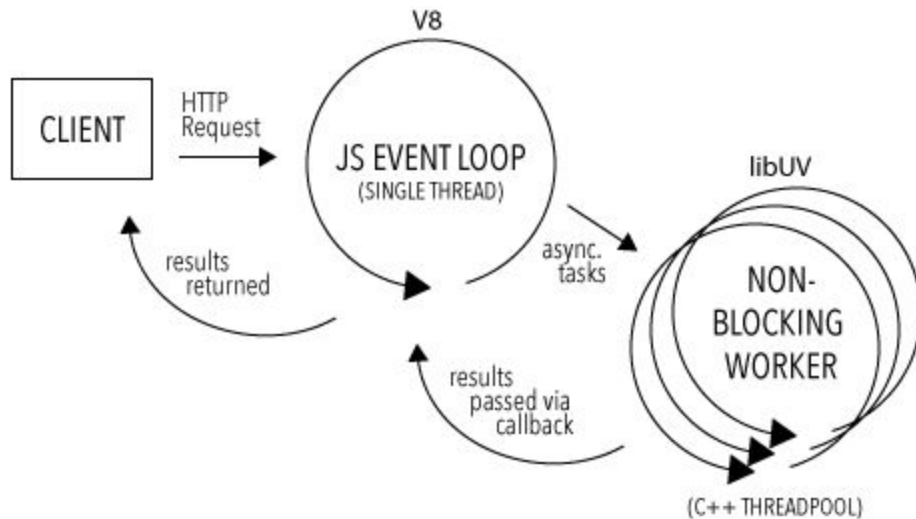 V8
CLIENT
HTTP
Request
JS EVENT LOOP
(SINGLE THREAD)
libUV
async.
tasks
results
returned
NON-
BLOCKING
WORKER
results
passed via
callback
(C++ THREADPOOL)